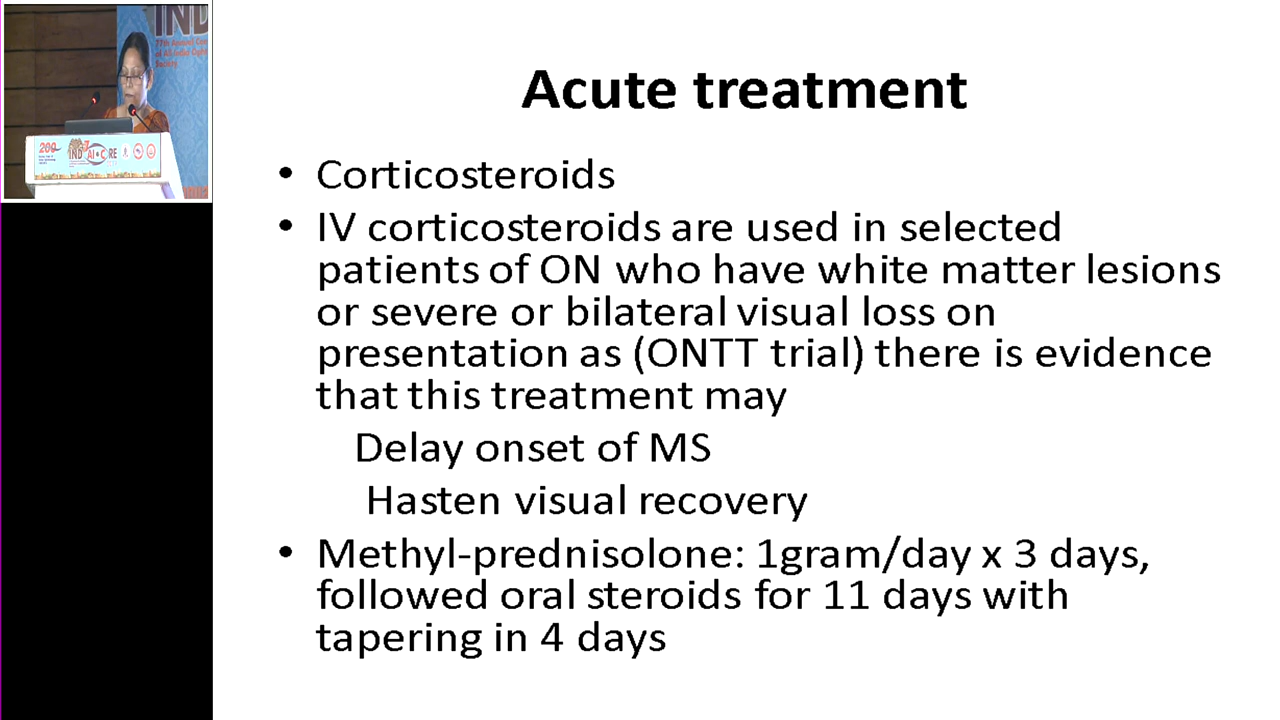 Acute treatment
• Corticosteroids
• IV corticosteroids are used in selected
patients of ON who have white matter lesions
or severe or bilateral visual loss on
presentation as (ONTT trial) there is evidence
that this treatment may
Delay onset of MS
Hasten visual recovery
• Methyl-prednisolone: 1gram/day x 3 days,
followed oral steroids for 11 days with
tapering in 4 days
IND